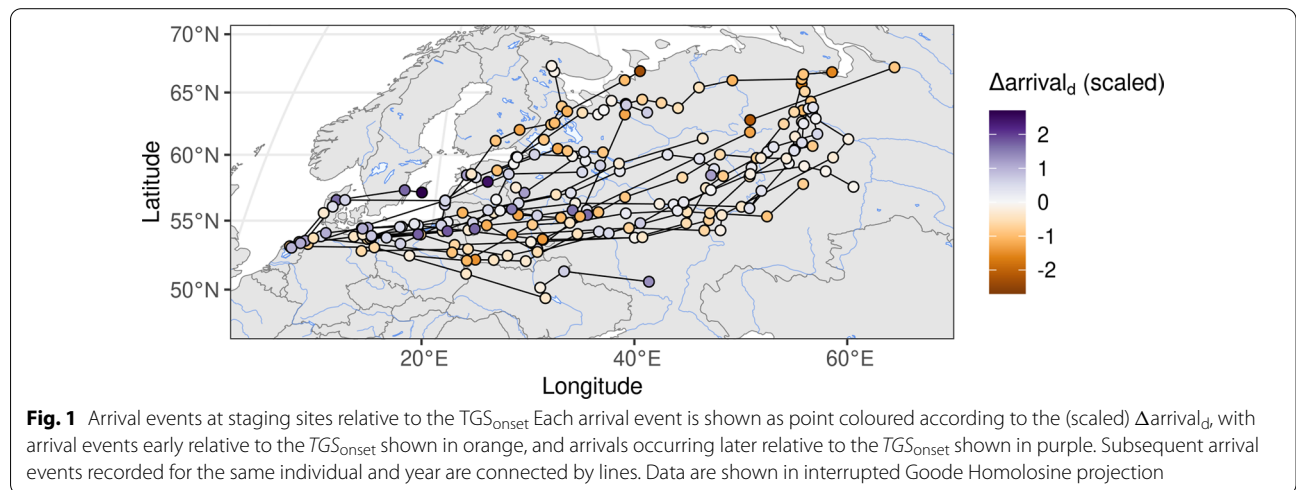 70°N
65°N
60°N
55°N
50°N
Latitude
20°E
40°E
60°E
Longitude
Δarrival_d (scaled)
2
1
0
-1
-2
Fig. 1 Arrival events at staging sites relative to the TGS_onset Each arrival event is shown as point coloured according to the (scaled) Δarrival_d, with
arrival events early relative to the TGS_onset shown in orange, and arrivals occurring later relative to the TGS_onset shown in purple. Subsequent arrival
events recorded for the same individual and year are connected by lines. Data are shown in interrupted Goode Homolosine projection